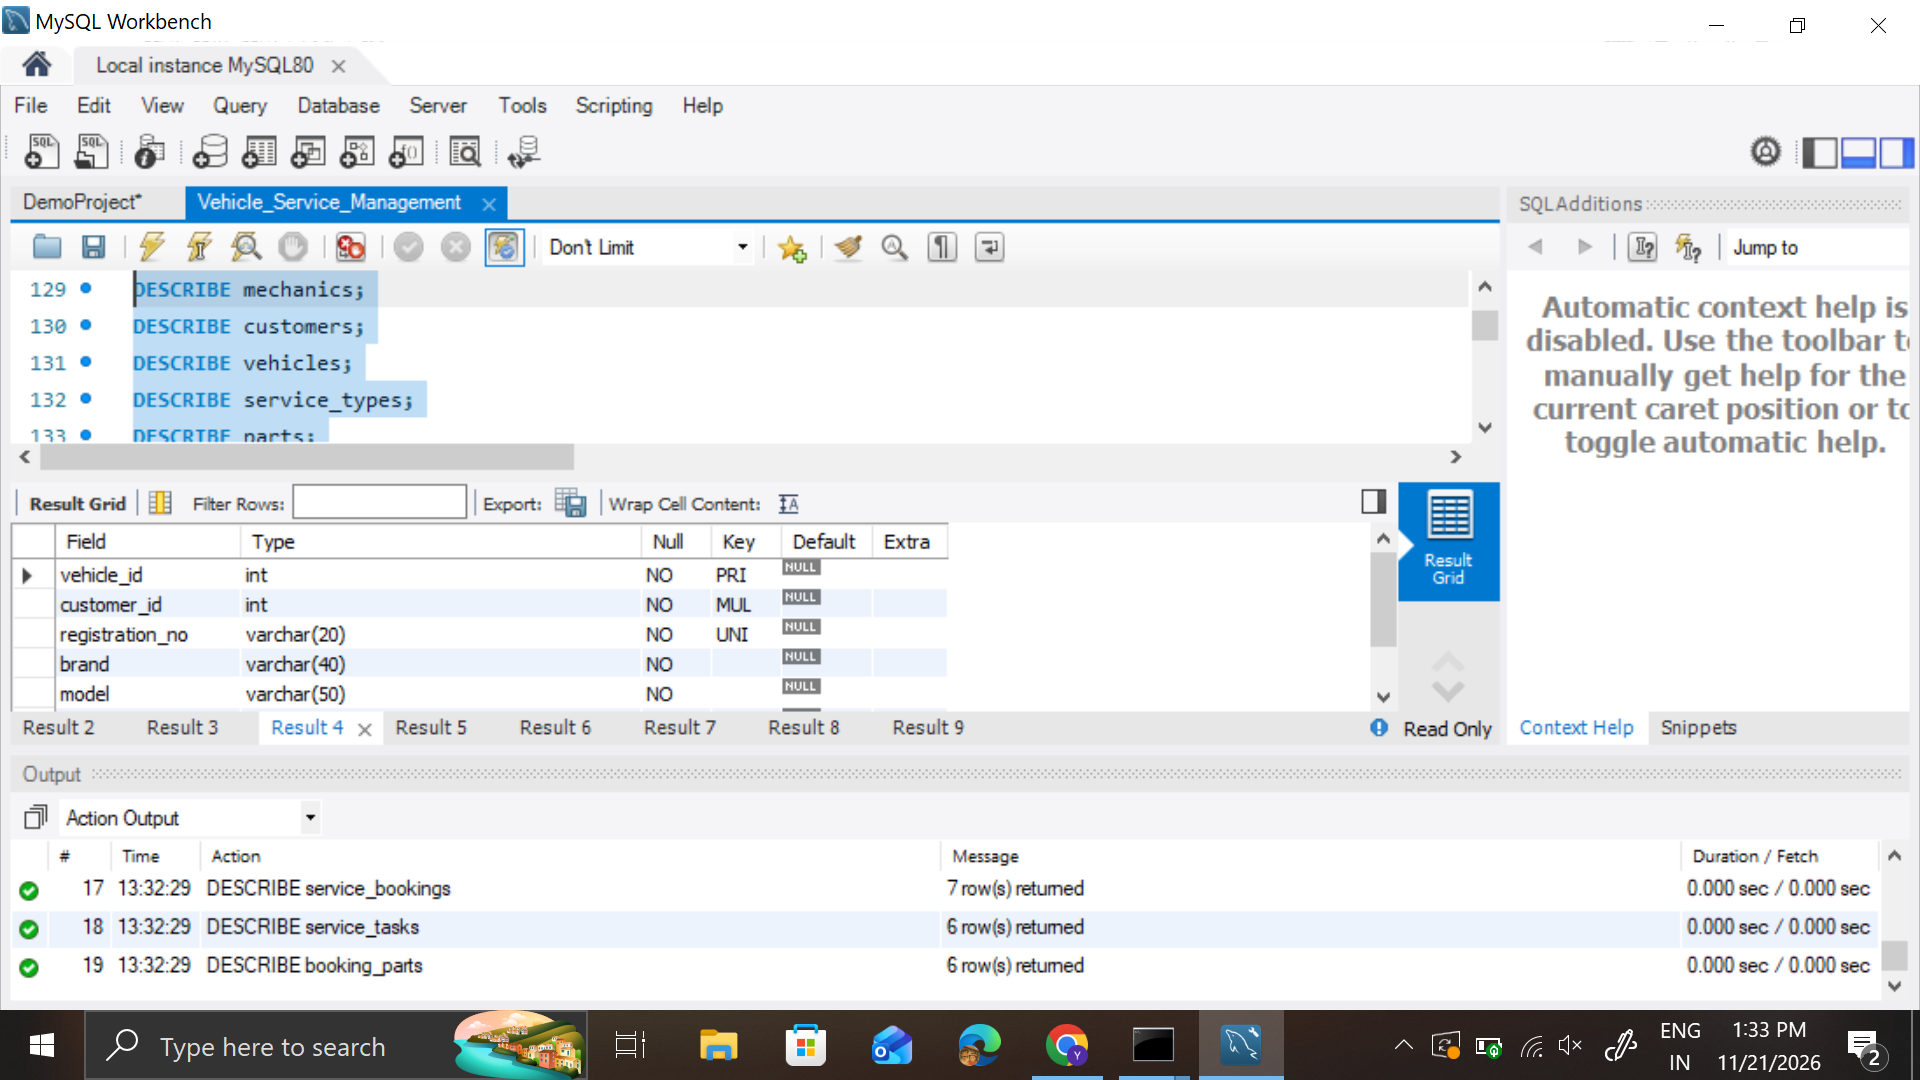 MySQL Workbench
Local instance MySQL80
File Edit View Query Database Server Tools Scripting Help
DemoProject* Vehicle_Service_Management
SQLAdditions
Don't Limit
Jump to
129 DESCRIBE mechanics;
130 DESCRIBE customers;
131 DESCRIBE vehicles;
132 DESCRIBE service_types;
133 DESCRIBE parts;
Automatic context help is
disabled. Use the toolbar to
manually get help for the
current caret position or to
toggle automatic help.
Result Grid Filter Rows: Export: Wrap Cell Content:
Field Type Null Key Default Extra
vehicle_id int NO PRI NULL
customer_id int NO MUL NULL
registration_no varchar(20) NO UNI NULL
brand varchar(40) NO NULL
model varchar(50) NO NULL
Result
Grid
Result 2 Result 3 Result 4 Result 5 Result 6 Result 7 Result 8 Result 9 Read Only
Context Help Snippets
Output
Action Output
# Time Action Message Duration / Fetch
17 13:32:29 DESCRIBE service_bookings 7 row(s) returned 0.000 sec / 0.000 sec
18 13:32:29 DESCRIBE service_tasks 6 row(s) returned 0.000 sec / 0.000 sec
19 13:32:29 DESCRIBE booking_parts 6 row(s) returned 0.000 sec / 0.000 sec
Type here to search
ENG
IN
1:33 PM
11/21/2026
2